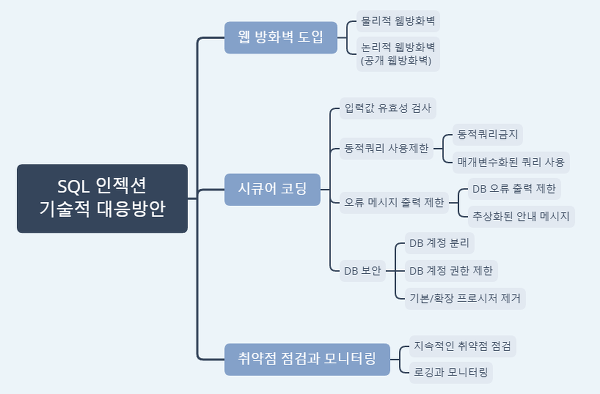 SQL 인젝션
기술적 대응방안
웹 방화벽 도입
물리적 웹방화벽
논리적 웹방화벽
(공개 웹방화벽)
시큐어 코딩
입력값 유효성 검사
동적쿼리 사용제한
동적쿼리금지
매개변수화된 쿼리 사용
오류 메시지 출력 제한
DB 오류 출력 제한
추상화된 안내 메시지
DB 보안
DB 계정 분리
DB 계정 권한 제한
기본/확장 프로시저 제거
취약점 점검과 모니터링
지속적인 취약점 점검
로깅과 모니터링